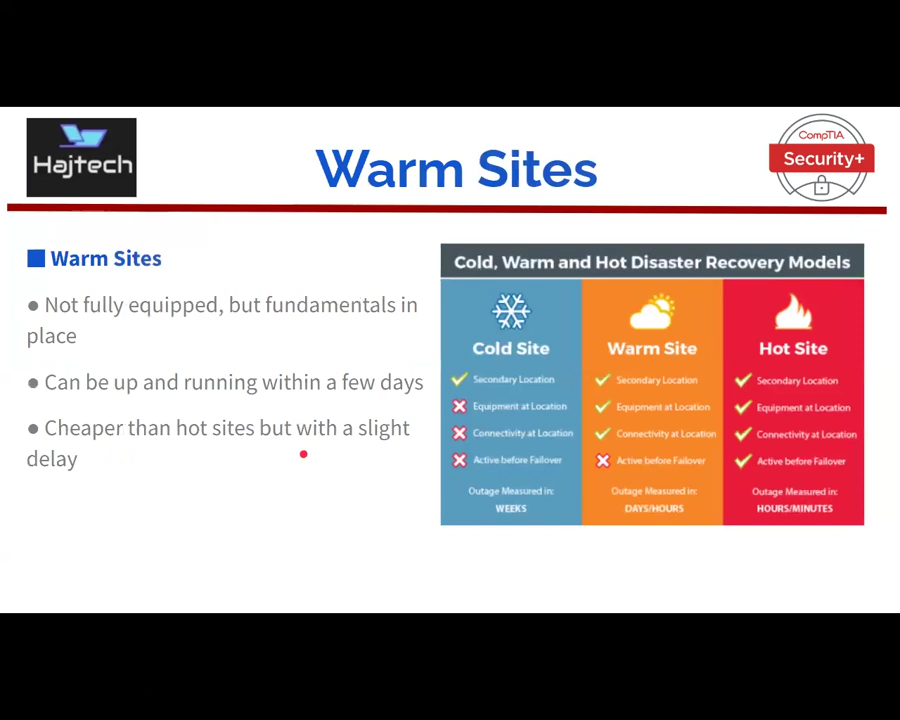 Hajtech
Warm Sites
CompTIA
Security+
Warm Sites
● Not fully equipped, but fundamentals in
place
● Can be up and running within a few days
● Cheaper than hot sites but with a slight
delay
Cold, Warm and Hot Disaster Recovery Models
Cold Site
Secondary Location
Equipment at Location
Connectivity at Location
Active before Failover
Outage Measured in:
WEEKS
Warm Site
Secondary Location
Equipment at Location
Connectivity at Location
Active before Failover
Outage Measured in:
DAYS/HOURS
Hot Site
Secondary Location
Equipment at Location
Connectivity at Location
Active before Failover
Outage Measured in:
HOURS/MINUTES